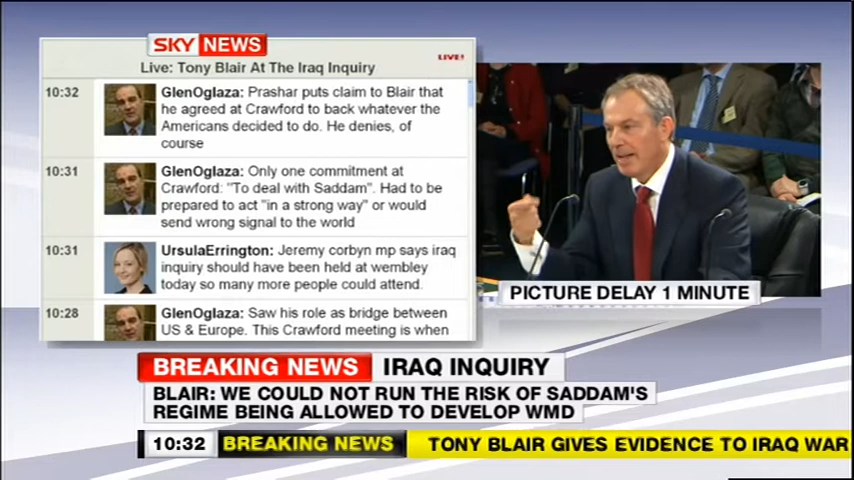 SKY NEWS
LIVE!
Live: Tony Blair At The Iraq Inquiry
10:32
GlenOglaza: Prashar puts claim to Blair that
he agreed at Crawford to back whatever the
Americans decided to do. He denies, of
course
10:31
GlenOglaza: Only one commitment at
Crawford: "To deal with Saddam". Had to be
prepared to act "in a strong way" or would
send wrong signal to the world
10:31
UrsulaErrington: Jeremy corbyn mp says iraq
inquiry should have been held at wembley
today so many more people could attend.
10:28
GlenOglaza: Saw his role as bridge between
US & Europe. This Crawford meeting is when
PICTURE DELAY 1 MINUTE
BREAKING NEWS IRAQ INQUIRY
BLAIR: WE COULD NOT RUN THE RISK OF SADDAM'S
REGIME BEING ALLOWED TO DEVELOP WMD
10:32 BREAKING NEWS TONY BLAIR GIVES EVIDENCE TO IRAQ WAR